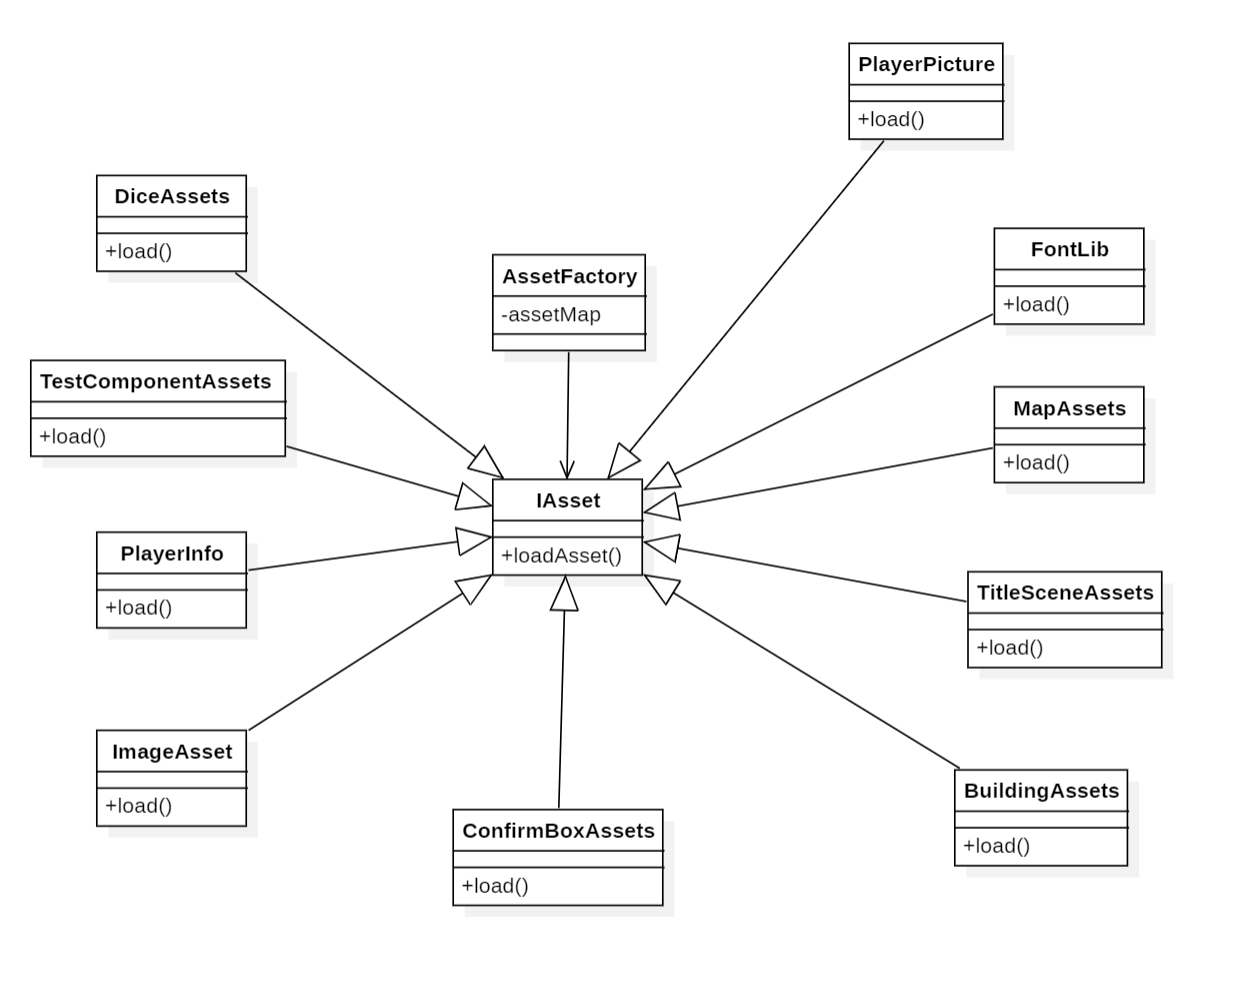 PlayerPicture
+load()
DiceAssets
+load()
FontLib
+load()
AssetFactory
-assetMap
TestComponentAssets
+load()
MapAssets
+load()
IAsset
+loadAsset()
PlayerInfo
+load()
TitleSceneAssets
+load()
ImageAsset
+load()
BuildingAssets
+load()
ConfirmBoxAssets
+load()